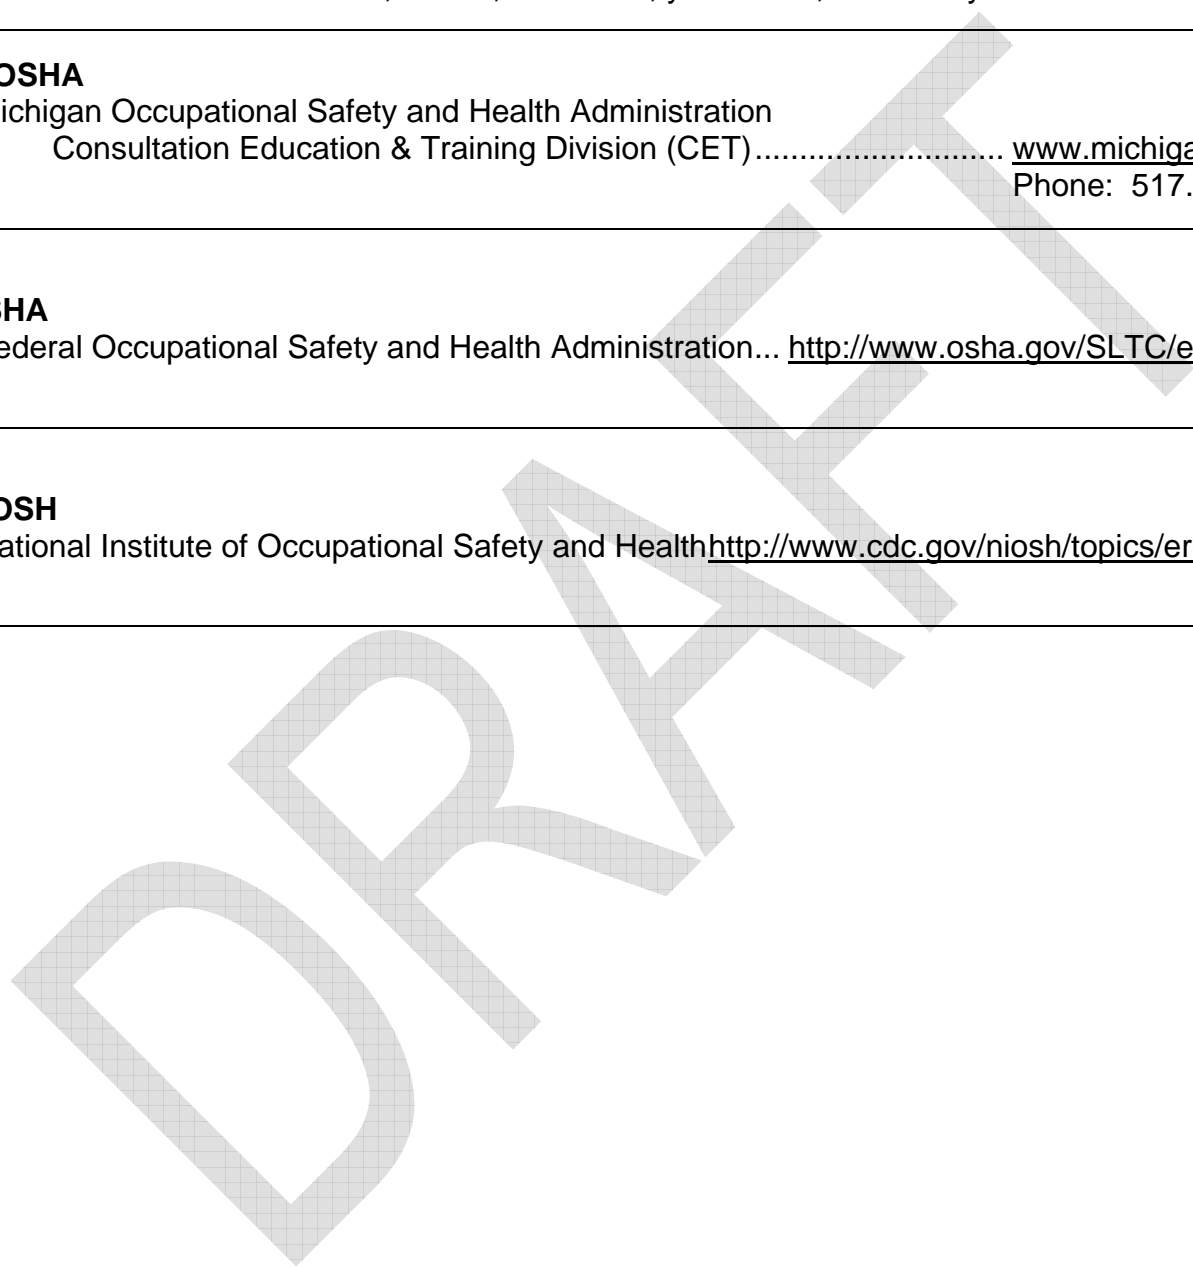 OSHA
ichigan Occupational Safety and Health Administration
Consultation Education & Training Division (CET)............................ www.michiga
Phone: 517.
SHA
ederal Occupational Safety and Health Administration... http://www.osha.gov/SLTC/e
OSH
ational Institute of Occupational Safety and Healthhttp://www.cdc.gov/niosh/topics/er
DRAFT